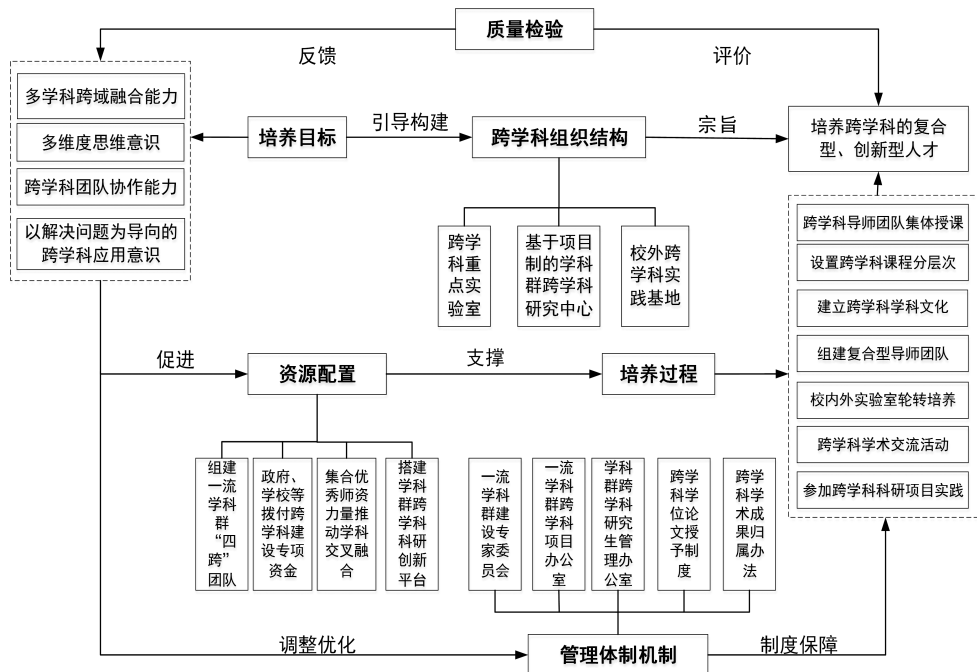 质量检验
反馈
评价
多学科跨域融合能力
多维度思维意识
跨学科团队协作能力
以解决问题为导向的
跨学科应用意识
培养目标
引导构建
跨学科组织结构
宗旨
培养跨学科的复合
型、创新型人才
跨学
科重
点实
验室
基于项目
制的学科
群跨学科
研究中心
校外跨
学科实
践基地
跨学科导师团队集体授课
设置跨学科课程分层次
建立跨学科学科文化
组建复合型导师团队
校内外实验室轮转培养
跨学科学术交流活动
参加跨学科科研项目实践
促进
资源配置
支撑
培养过程
组建
一流
学科
群
“四
跨”
团队
政府、
学校等
拨付跨
学科建
设专项
资金
集合优
秀师资
力量推
动学科
交叉融
合
搭建
学科
群跨
学科
科研
创新
平台
一流
学科
群建
设专
家委
员会
一流
学科
群跨
学科
项目
办公
室
学科
群跨
学科
研究
生管
理办
公室
跨学
科学
位论
文授
予制
度
跨学
科学
术成
果归
属办
法
调整优化
管理体制机制
制度保障